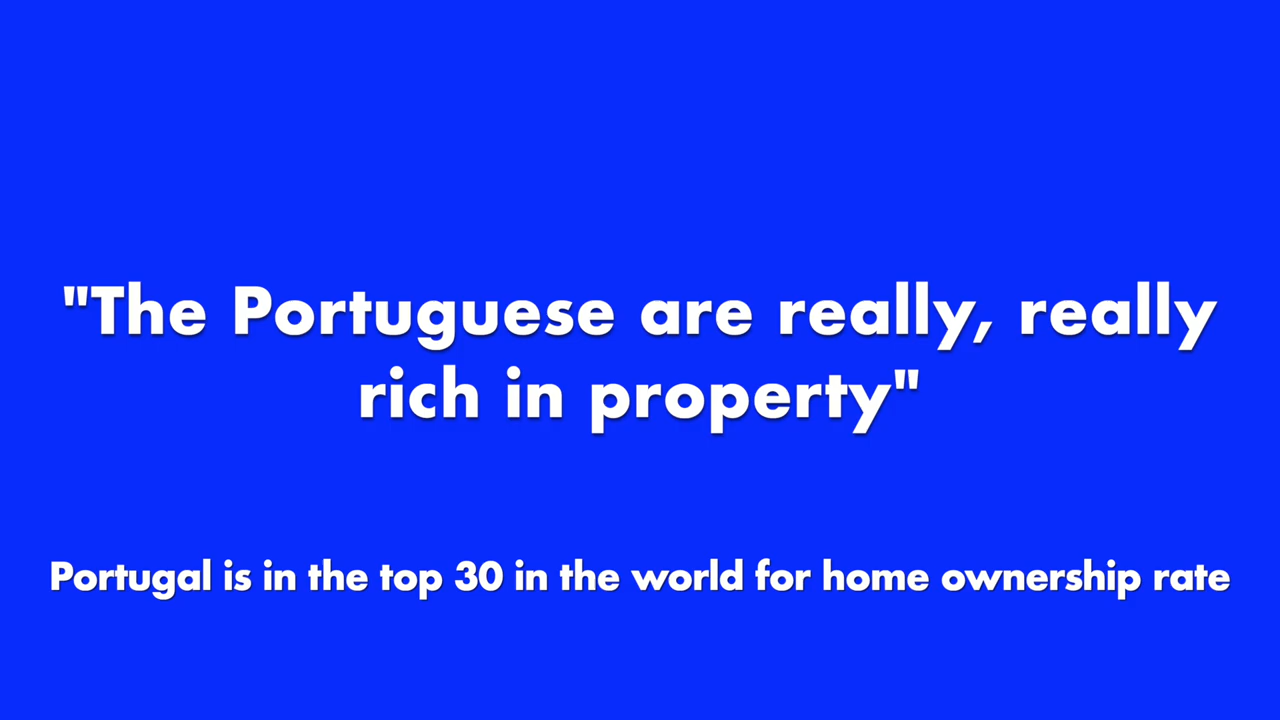 "The Portuguese are really, really
rich in property"
Portugal is in the top 30 in the world for home ownership rate